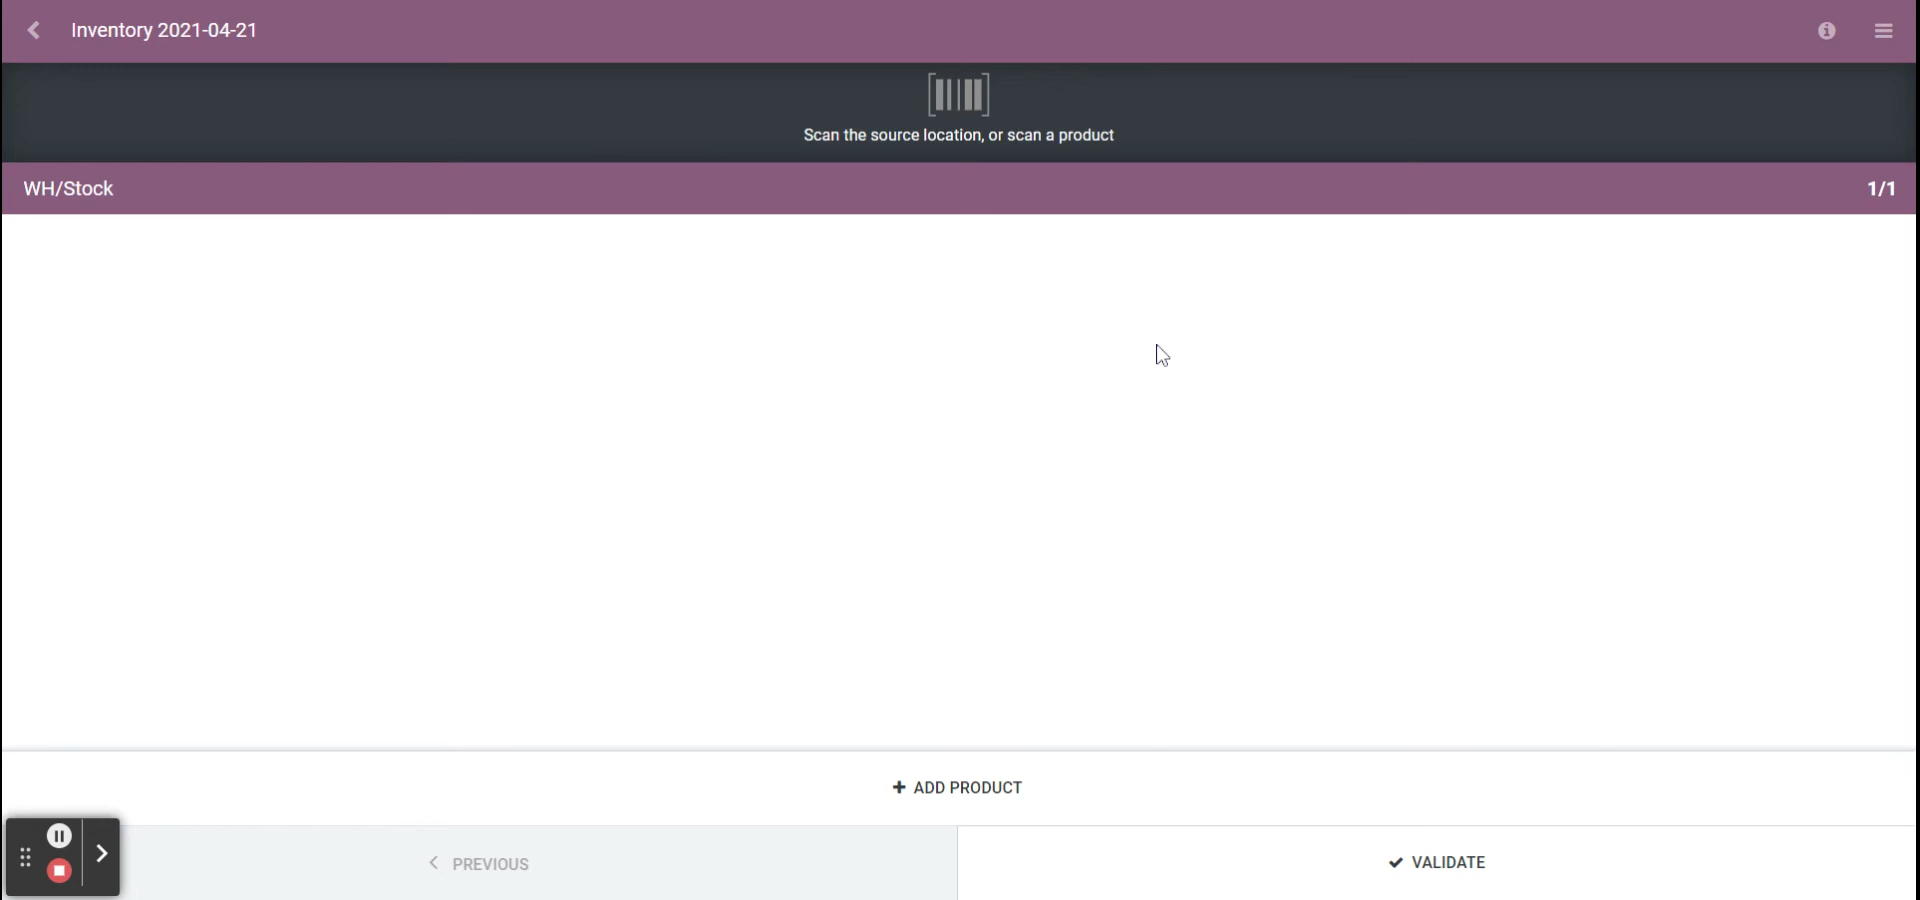 Inventory 2021-04-21
Scan the source location, or scan a product
WH/Stock 1/1
ADD PRODUCT
PREVIOUS
VALIDATE